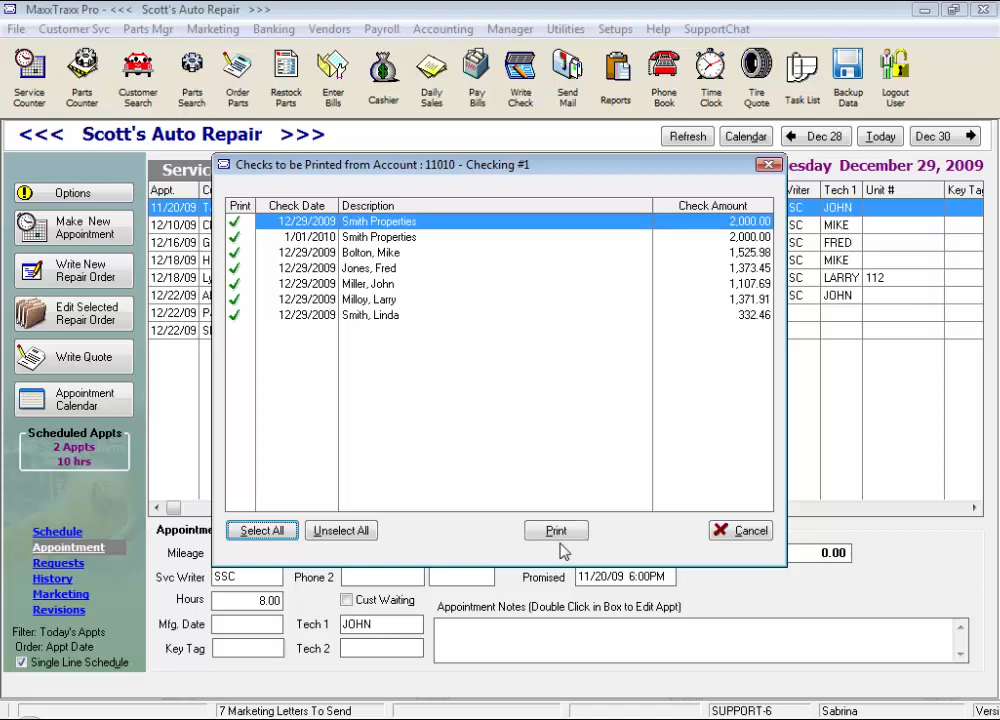 MaxxTraxx Pro - <<< Scott's Auto Repair >>>
File Customer Svc Parts Mgr Marketing Banking Vendors Payroll Accounting Manager Utilities Setups Help SupportChat
Service Counter
Parts Counter
Customer Search
Parts Search
Order Parts
Restock Parts
Enter Bills
Cashier
Daily Sales
Pay Bills
Write Check
Send Mail
Reports
Phone Book
Time Clock
Tire Quote
Task List
Backup Data
Logout User
<<< Scott's Auto Repair >>>
Refresh Calendar Dec 28 Today Dec 30
Checks to be Printed from Account : 11010 - Checking #1
Servic
esday December 29, 2009
Appt.
Tech 1 Unit # Key Tag
Print Check Date Description Check Amount
12/29/2009 Smith Properties 2,000.00
1/01/2010 Smith Properties 2,000.00
12/29/2009 Bolton, Mike 1,525.98
12/29/2009 Jones, Fred 1,373.45
12/29/2009 Miller, John 1,107.69
12/29/2009 Milloy, Larry 1,371.91
12/29/2009 Smith, Linda 332.46
Select All Unselect All Print Cancel
11/20/09
12/10/09
12/16/09
12/18/09
12/18/09
12/22/09
12/22/09
12/22/09
SC JOHN
SC MIKE
SC FRED
SC MIKE
SC LARRY 112
SC JOHN
Options
Make New Appointment
Write New Repair Order
Edit Selected Repair Order
Write Quote
Appointment Calendar
Scheduled Appts
2 Appts
10 hrs
Schedule
Appointment
Requests
History
Marketing
Revisions
Filter: Today's Appts
Order: Appt Date
Single Line Schedule
Appointme
Mileage 0.00
Svc Writer SSC Phone 2 Promised 11/20/09 6:00PM
Hours 8.00 Cust Waiting Appointment Notes (Double Click in Box to Edit Appt)
Mfg. Date Tech 1 JOHN
Key Tag Tech 2
7 Marketing Letters To Send SUPPORT-6 Sabrina Versi